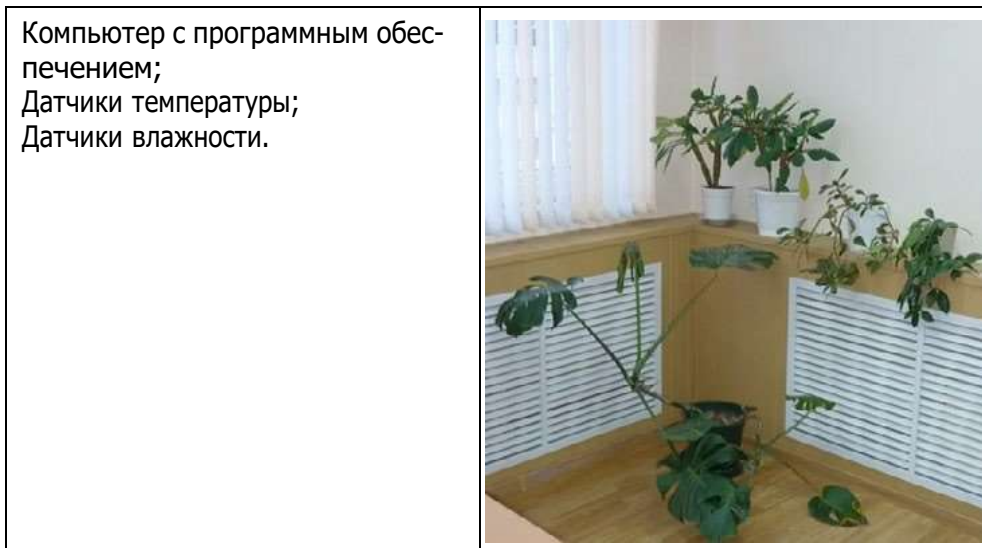 Компьютер с программным обес-
печением;
Датчики температуры;
Датчики влажности.